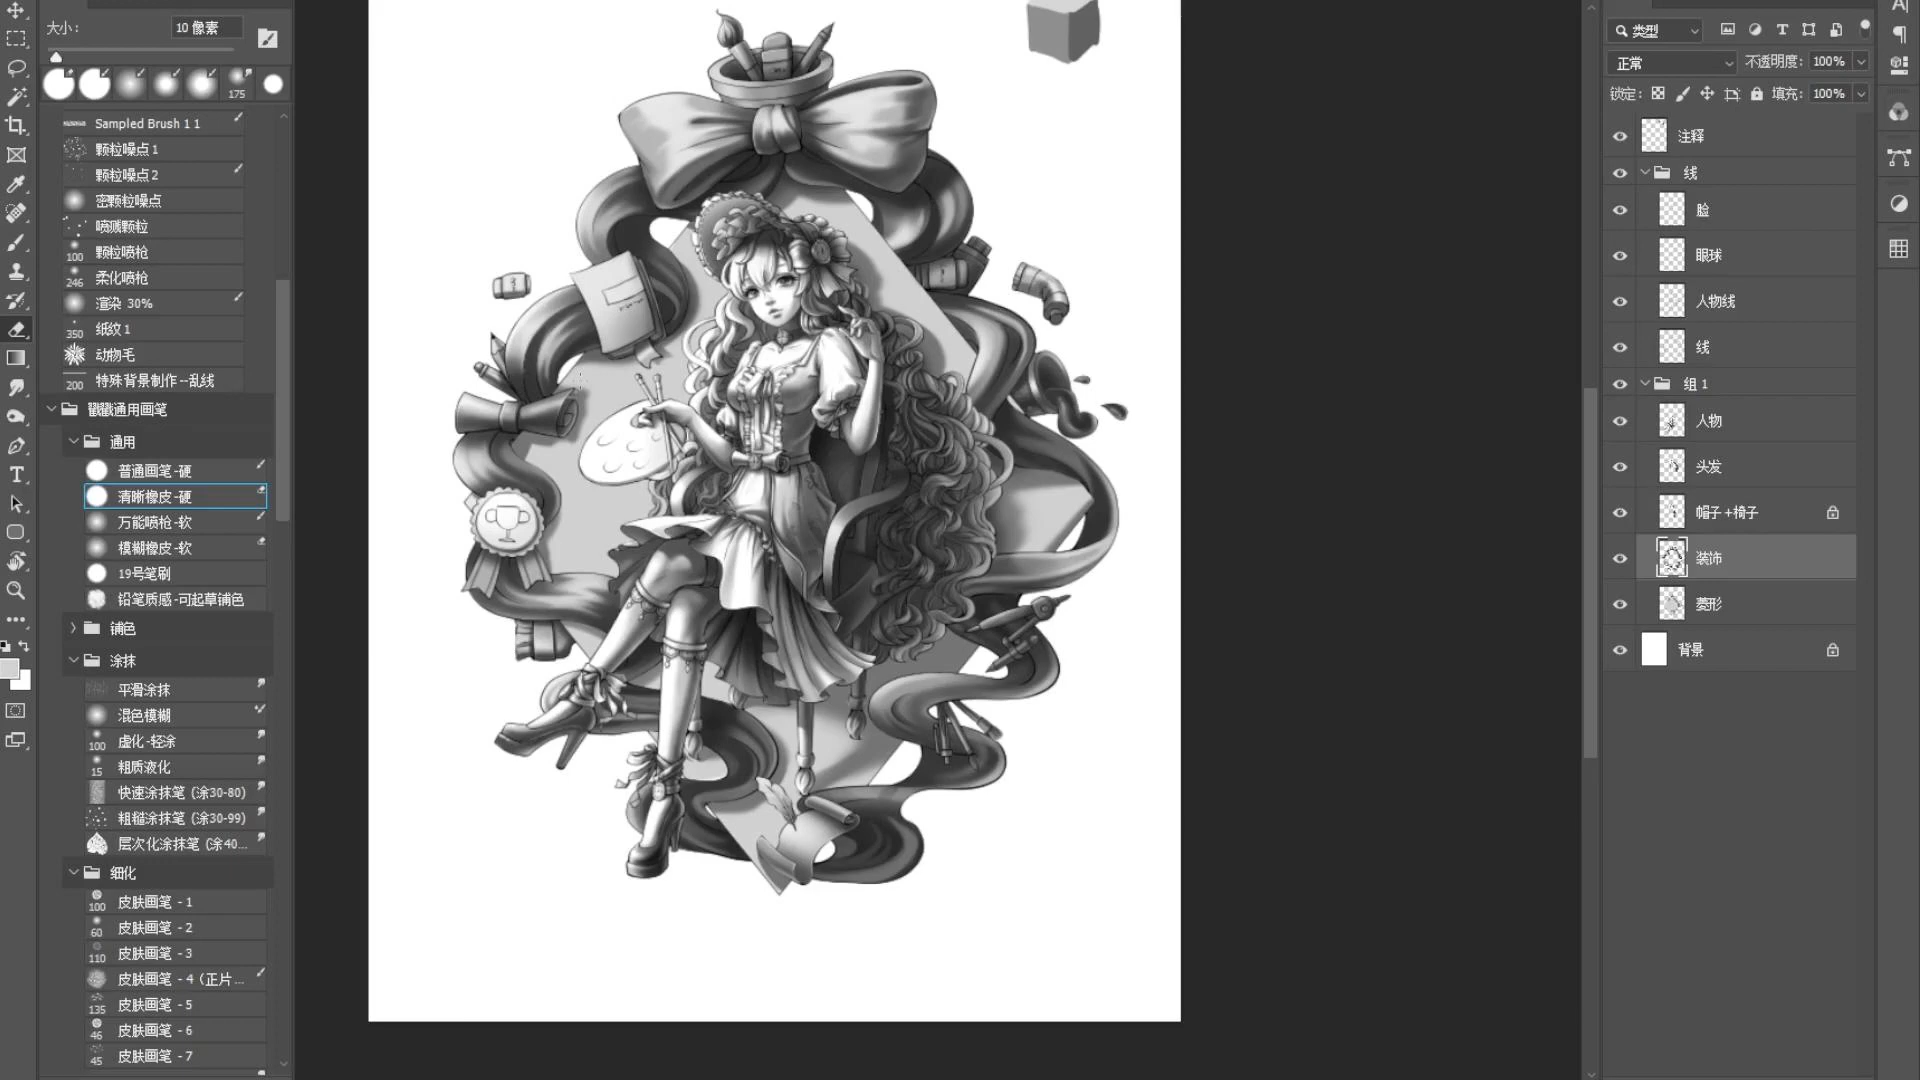 大小：
10 像素
175
Sampled Brush 1 1
颗粒噪点 1
颗粒噪点 2
密颗粒噪点
喷溅颗粒
100
颗粒喷枪
246
柔化喷枪
渲染 30%
350
纸纹 1
动物毛
200
特殊背景制作 --乱线
戳戳通用画笔
通用
普通画笔 -硬
清晰橡皮 -硬
万能喷枪 -软
模糊橡皮 -软
19号笔刷
铅笔质感 -可起草铺色
铺色
涂抹
平滑涂抹
混色模糊
100
虚化 -轻涂
15
粗质液化
快速涂抹笔 (涂30-80)
粗糙涂抹笔 (涂30-99)
层次化涂抹笔 (涂40...
细化
100
皮肤画笔 - 1
60
皮肤画笔 - 2
110
皮肤画笔 - 3
皮肤画笔 - 4（正片 ...
135
皮肤画笔 - 5
46
皮肤画笔 - 6
45
皮肤画笔 - 7
类型
正常
不透明度： 100%
锁定： 填充： 100%
注释
线
脸
眼球
人物线
线
组 1
人物
头发
帽子 +椅子
装饰
菱形
背景